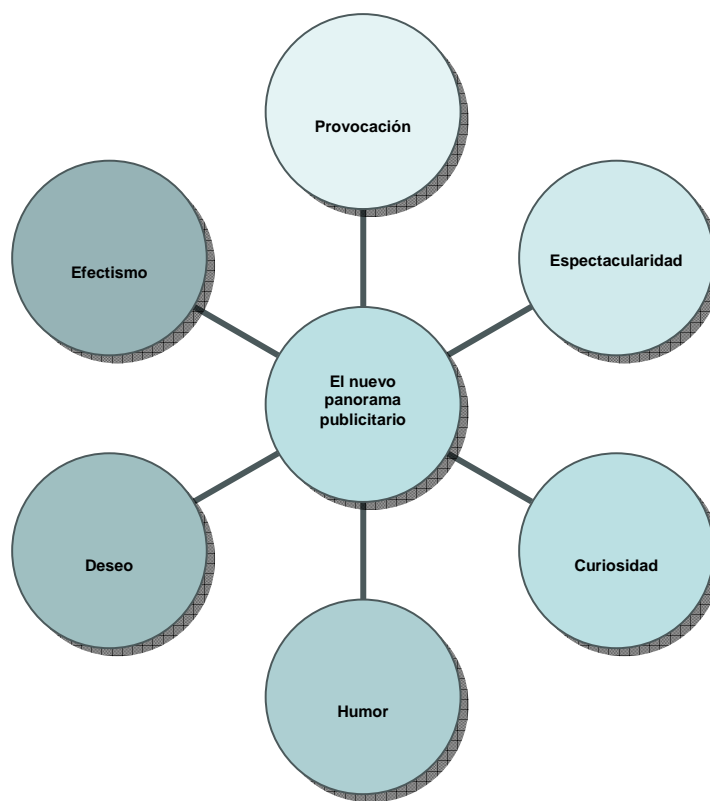 Provocación
Efectismo
Espectacularidad
El nuevo
panorama
publicitario
Deseo
Curiosidad
Humor